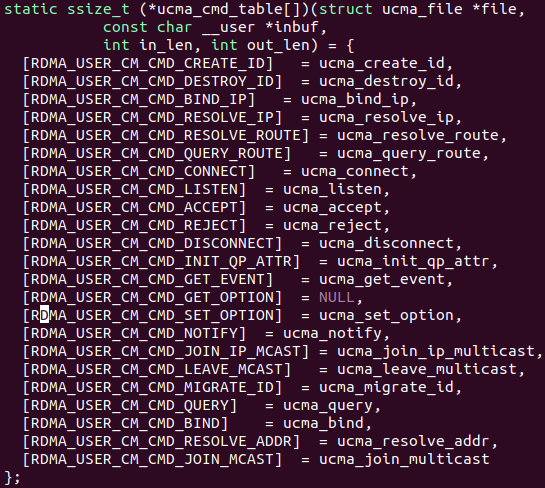 static ssize_t (*ucma_cmd_table[])(struct ucma_file *file,
const char __user *inbuf,
int in_len, int out_len) = {
[RDMA_USER_CM_CMD_CREATE_ID] = ucma_create_id,
[RDMA_USER_CM_CMD_DESTROY_ID] = ucma_destroy_id,
[RDMA_USER_CM_CMD_BIND_IP] = ucma_bind_ip,
[RDMA_USER_CM_CMD_RESOLVE_IP] = ucma_resolve_ip,
[RDMA_USER_CM_CMD_RESOLVE_ROUTE] = ucma_resolve_route,
[RDMA_USER_CM_CMD_QUERY_ROUTE] = ucma_query_route,
[RDMA_USER_CM_CMD_CONNECT] = ucma_connect,
[RDMA_USER_CM_CMD_LISTEN] = ucma_listen,
[RDMA_USER_CM_CMD_ACCEPT] = ucma_accept,
[RDMA_USER_CM_CMD_REJECT] = ucma_reject,
[RDMA_USER_CM_CMD_DISCONNECT] = ucma_disconnect,
[RDMA_USER_CM_CMD_INIT_QP_ATTR] = ucma_init_qp_attr,
[RDMA_USER_CM_CMD_GET_EVENT] = ucma_get_event,
[RDMA_USER_CM_CMD_GET_OPTION] = NULL,
[RDMA_USER_CM_CMD_SET_OPTION] = ucma_set_option,
[RDMA_USER_CM_CMD_NOTIFY] = ucma_notify,
[RDMA_USER_CM_CMD_JOIN_IP_MCAST] = ucma_join_ip_multicast,
[RDMA_USER_CM_CMD_LEAVE_MCAST] = ucma_leave_multicast,
[RDMA_USER_CM_CMD_MIGRATE_ID] = ucma_migrate_id,
[RDMA_USER_CM_CMD_QUERY] = ucma_query,
[RDMA_USER_CM_CMD_BIND] = ucma_bind,
[RDMA_USER_CM_CMD_RESOLVE_ADDR] = ucma_resolve_addr,
[RDMA_USER_CM_CMD_JOIN_MCAST] = ucma_join_multicast
};